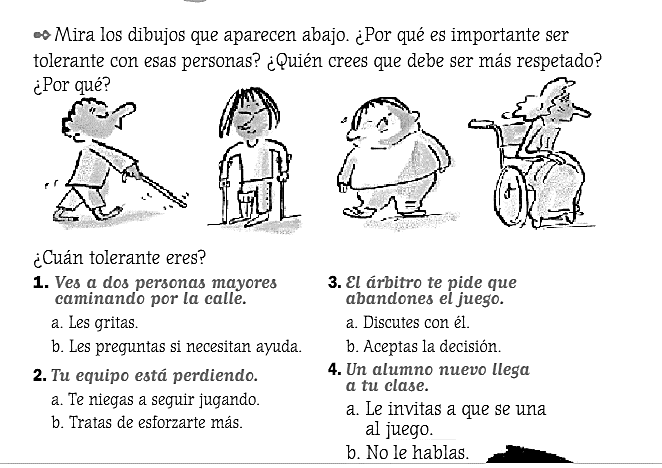 Mira los dibujos que aparecen abajo. ¿Por qué es importante ser
tolerante con esas personas? ¿Quién crees que debe ser más respetado?
¿Por qué?
¿Cuán tolerante eres?
1. Ves a dos personas mayores
caminando por la calle.
a. Les gritas.
b. Les preguntas si necesitan ayuda.
2. Tu equipo está perdiendo.
a. Te niegas a seguir jugando.
b. Tratas de esforzarte más.
3. El árbitro te pide que
abandones el juego.
a. Discutes con él.
b. Aceptas la decisión.
4. Un alumno nuevo llega
a tu clase.
a. Le invitas a que se una
al juego.
b. No le hablas.